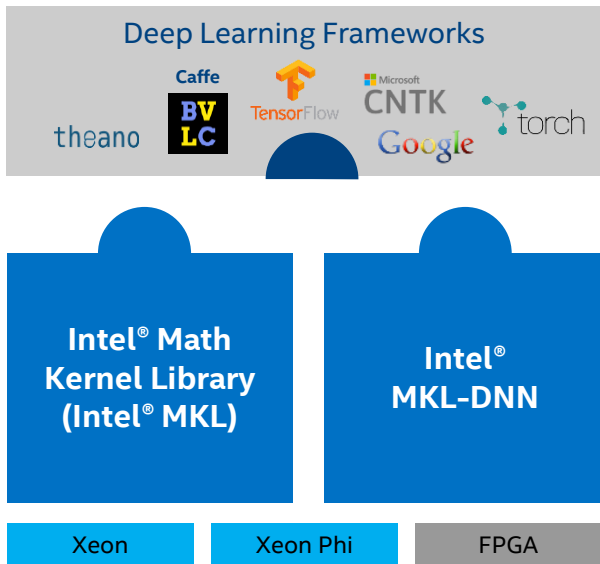 Deep Learning Frameworks
Caffe
BV
LC
TensorFlow
Microsoft
CNTK
theano
Google
torch
Intel® Math
Kernel Library
(Intel® MKL)
Intel®
MKL-DNN
Xeon
Xeon Phi
FPGA